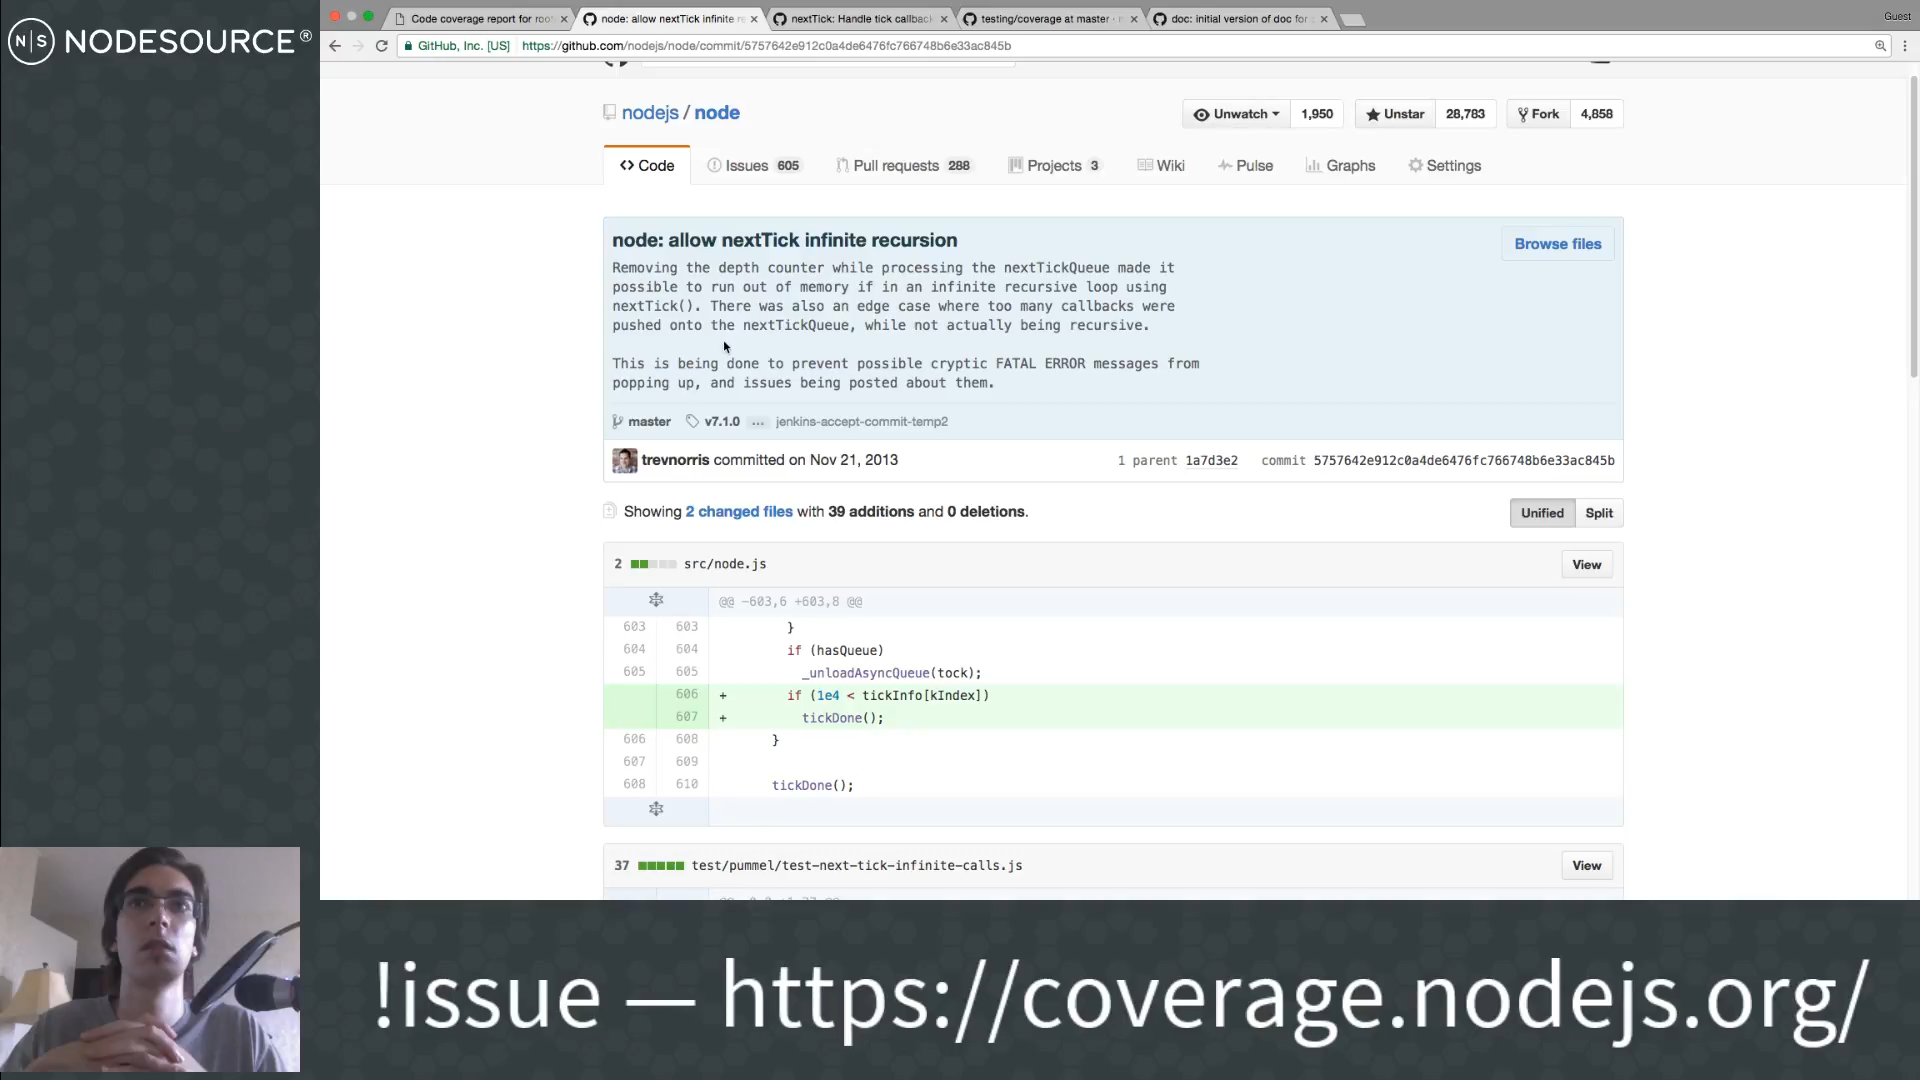 N|S NODESOURCE®
Code coverage report for root
node: allow nextTick infinite re
nextTick: Handle tick callback
testing/coverage at master ·
doc: initial version of doc for
Guest
GitHub, Inc. [US] https://github.com/nodejs/node/commit/5757642e912c0a4de6476fc766748b6e33ac845b
nodejs / node
Unwatch 1,950
Unstar 28,783
Fork 4,858
Code
Issues 605
Pull requests 288
Projects 3
Wiki
Pulse
Graphs
Settings
node: allow nextTick infinite recursion
Browse files
Removing the depth counter while processing the nextTickQueue made it
possible to run out of memory if in an infinite recursive loop using
nextTick(). There was also an edge case where too many callbacks were
pushed onto the nextTickQueue, while not actually being recursive.
This is being done to prevent possible cryptic FATAL ERROR messages from
popping up, and issues being posted about them.
master v7.1.0 … jenkins-accept-commit-temp2
trevnorris committed on Nov 21, 2013
1 parent 1a7d3e2 commit 5757642e912c0a4de6476fc766748b6e33ac845b
Showing 2 changed files with 39 additions and 0 deletions.
Unified Split
2 src/node.js
View
@@ -603,6 +603,8 @@
603 603 }
604 604 if (hasQueue)
605 605 _unloadAsyncQueue(tock);
606 + if (1e4 < tickInfo[kIndex])
607 + tickDone();
606 608 }
607 609
608 610 tickDone();
37 test/pummel/test-next-tick-infinite-calls.js
View
!issue — https://coverage.nodejs.org/